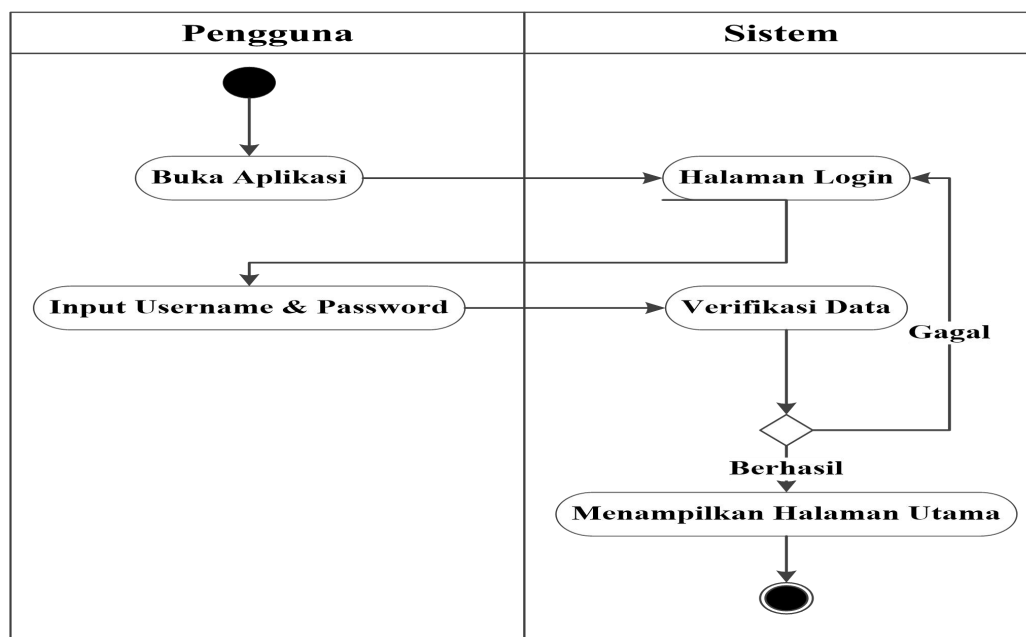 Pengguna
Sistem
Buka Aplikasi
Halaman Login
Input Username & Password
Verifikasi Data
Gagal
Berhasil
Menampilkan Halaman Utama